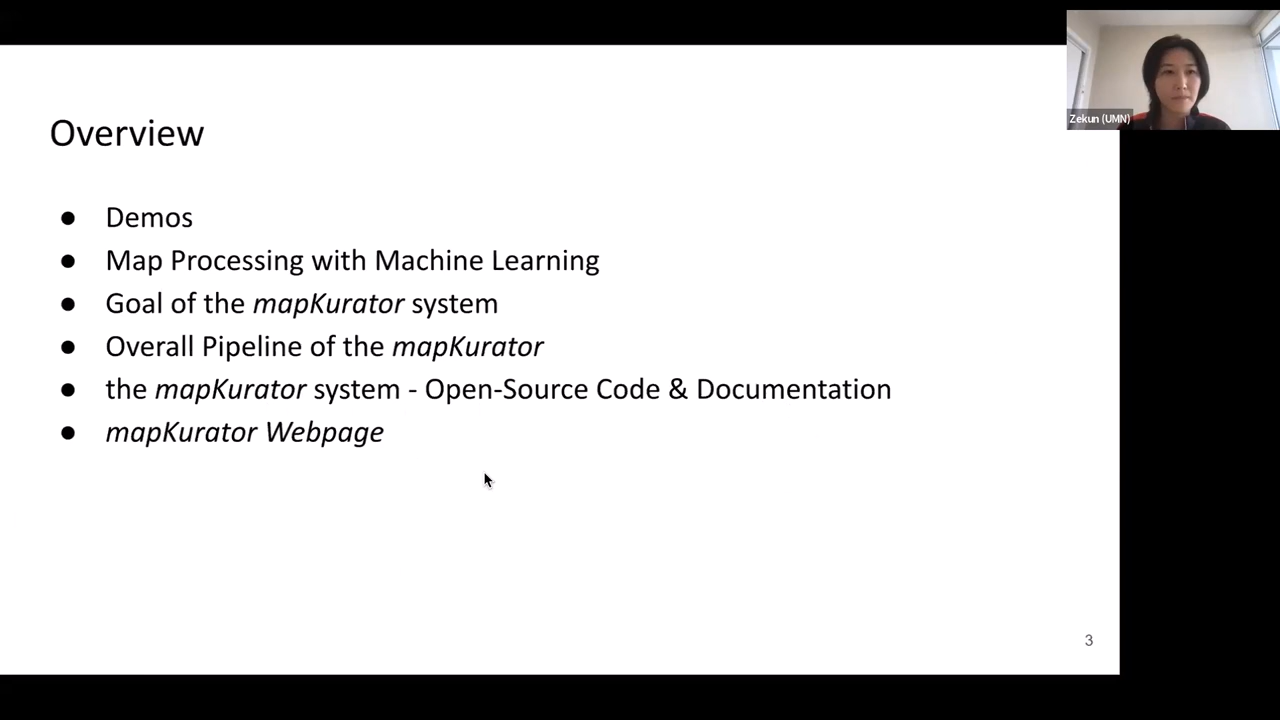 Zekun (UMN)
Overview
● Demos
● Map Processing with Machine Learning
● Goal of the mapKurator system
● Overall Pipeline of the mapKurator
● the mapKurator system - Open-Source Code & Documentation
● mapKurator Webpage
3